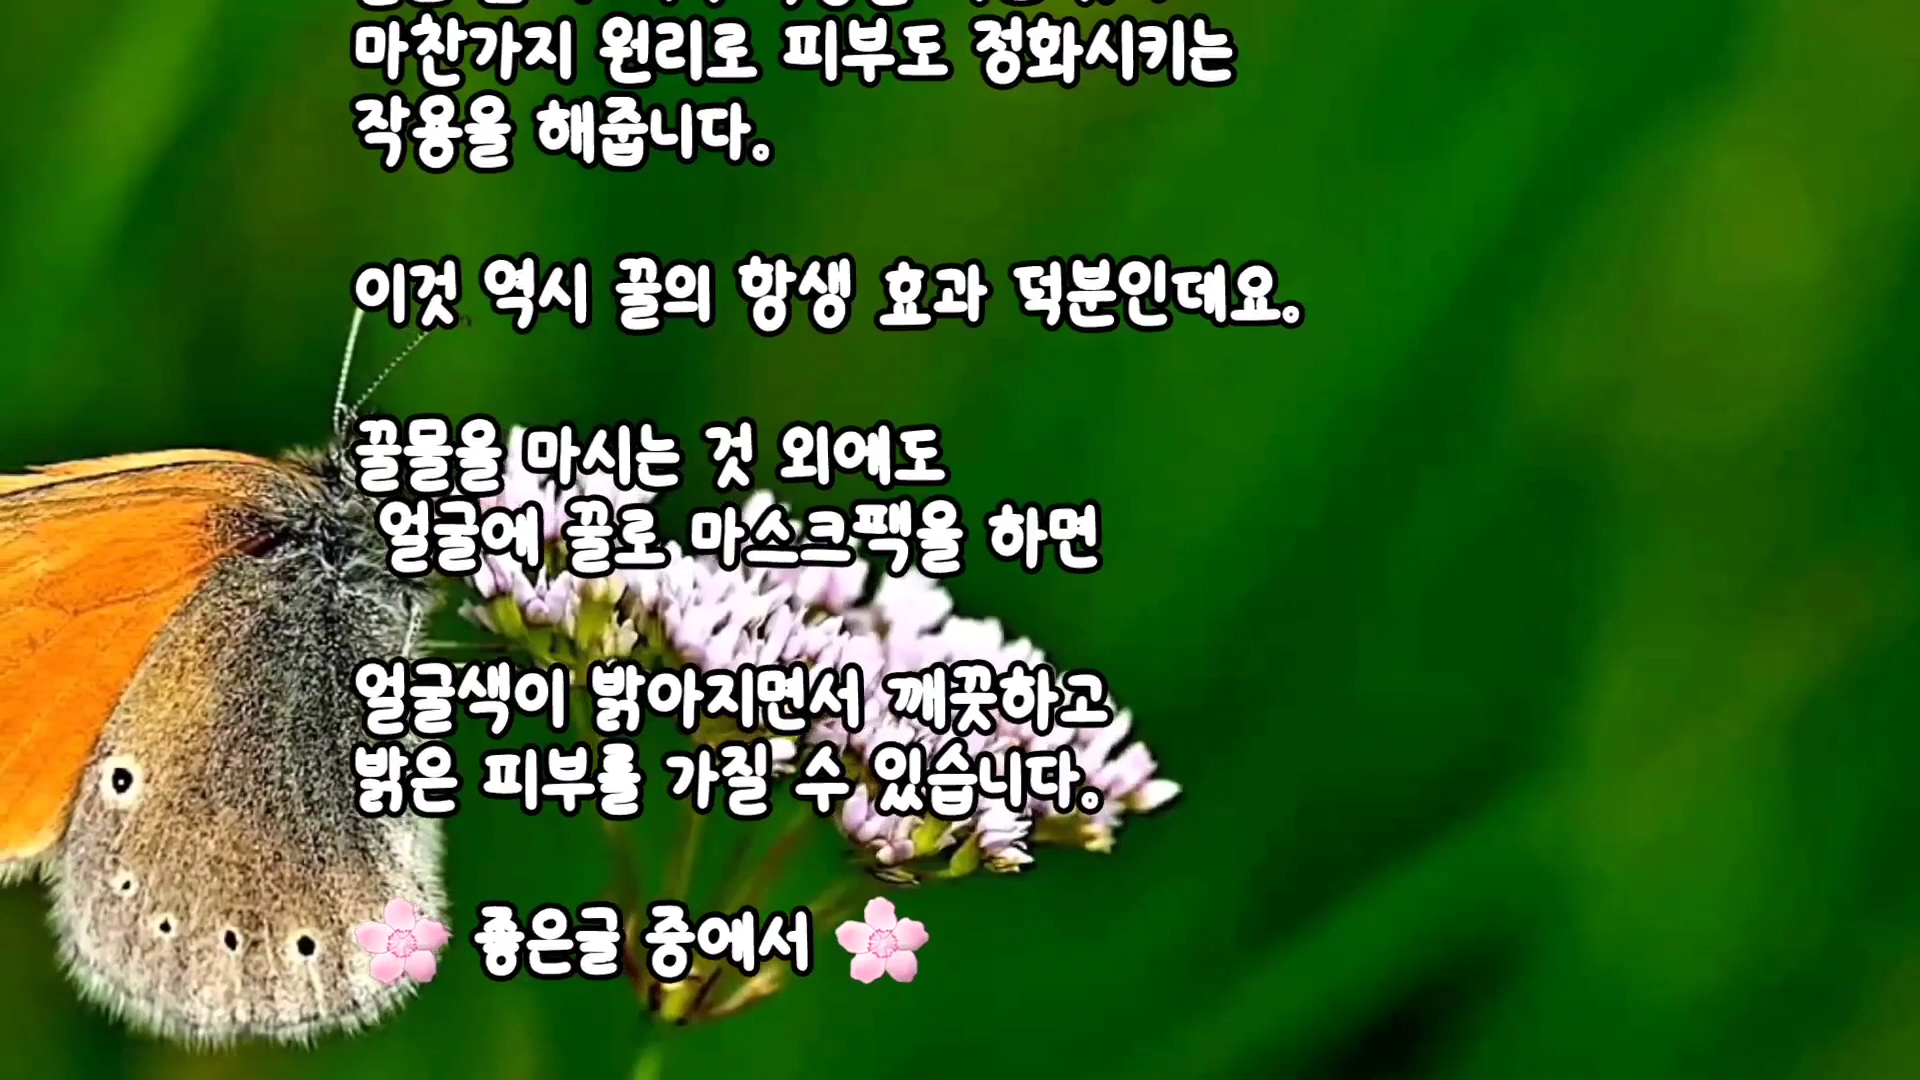 마찬가지 원리로 피부도 정화시키는
작용을 해줍니다.
이것 역시 꿀의 항생 효과 덕분인데요.
꿀물을 마시는 것 외에도
얼굴에 꿀로 마스크팩을 하면
얼굴색이 밝아지면서 깨끗하고
밝은 피부를 가질 수 있습니다.
🌸 좋은글 중에서 🌸